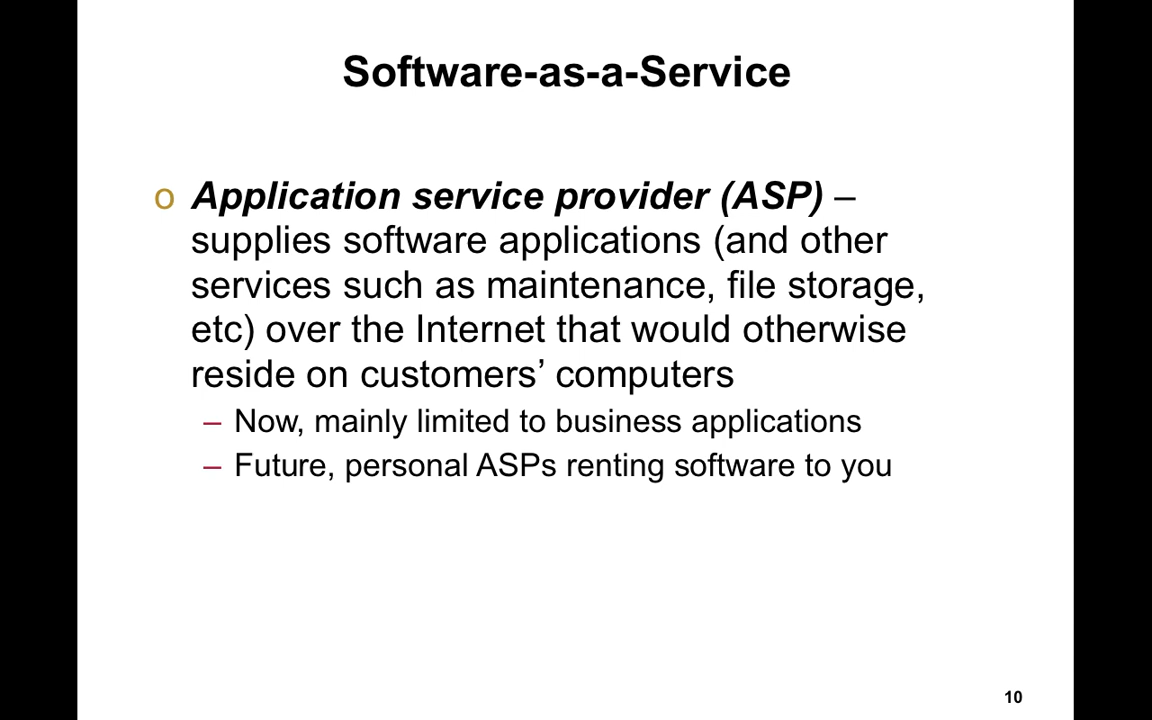 Software-as-a-Service
o Application service provider (ASP) –
supplies software applications (and other
services such as maintenance, file storage,
etc) over the Internet that would otherwise
reside on customers’ computers
– Now, mainly limited to business applications
– Future, personal ASPs renting software to you
10